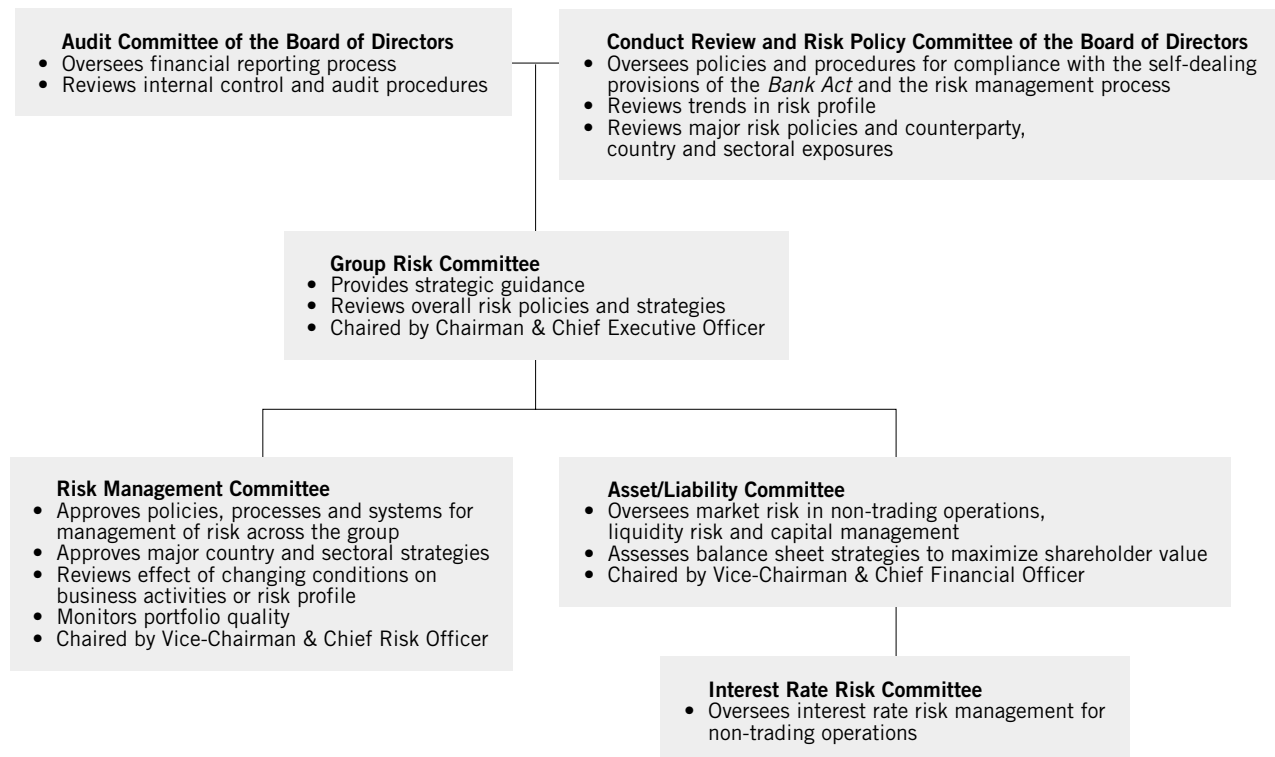 Audit Committee of the Board of Directors
• Oversees financial reporting process
• Reviews internal control and audit procedures
Conduct Review and Risk Policy Committee of the Board of Directors
• Oversees policies and procedures for compliance with the self-dealing
provisions of the Bank Act and the risk management process
• Reviews trends in risk profile
• Reviews major risk policies and counterparty,
country and sectoral exposures
Group Risk Committee
• Provides strategic guidance
• Reviews overall risk policies and strategies
• Chaired by Chairman & Chief Executive Officer
Risk Management Committee
• Approves policies, processes and systems for
management of risk across the group
• Approves major country and sectoral strategies
• Reviews effect of changing conditions on
business activities or risk profile
• Monitors portfolio quality
• Chaired by Vice-Chairman & Chief Risk Officer
Asset/Liability Committee
• Oversees market risk in non-trading operations,
liquidity risk and capital management
• Assesses balance sheet strategies to maximize shareholder value
• Chaired by Vice-Chairman & Chief Financial Officer
Interest Rate Risk Committee
• Oversees interest rate risk management for
non-trading operations